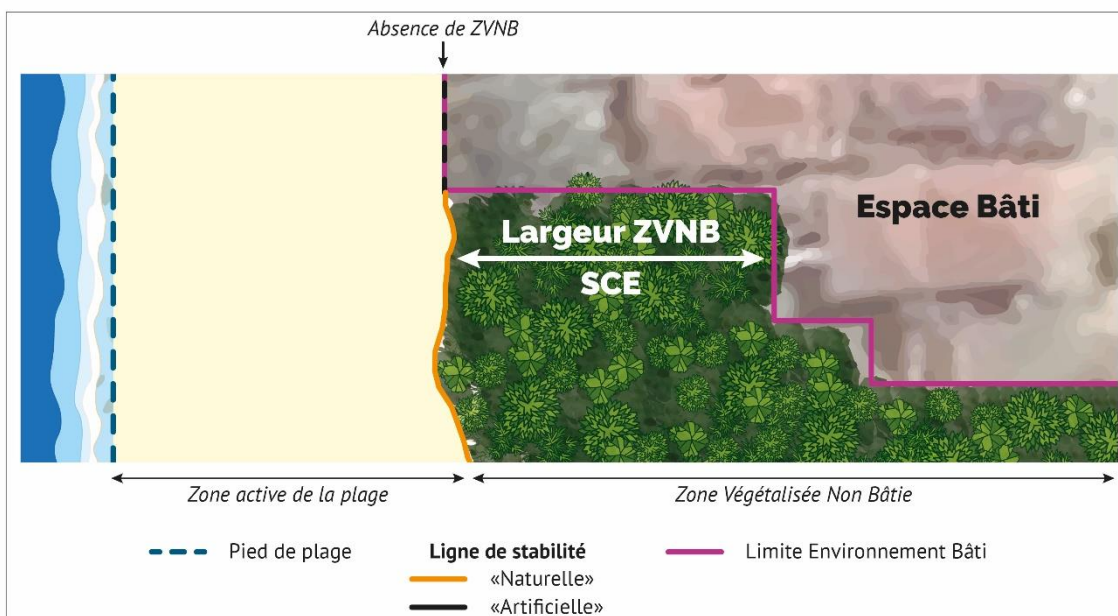 Absence de ZVNB
Espace Bâti
Largeur ZVNB
SCE
Zone active de la plage
Zone Végétalisée Non Bâtie
Pied de plage
Ligne de stabilité
Limite Environnement Bâti
«Naturelle»
«Artificielle»